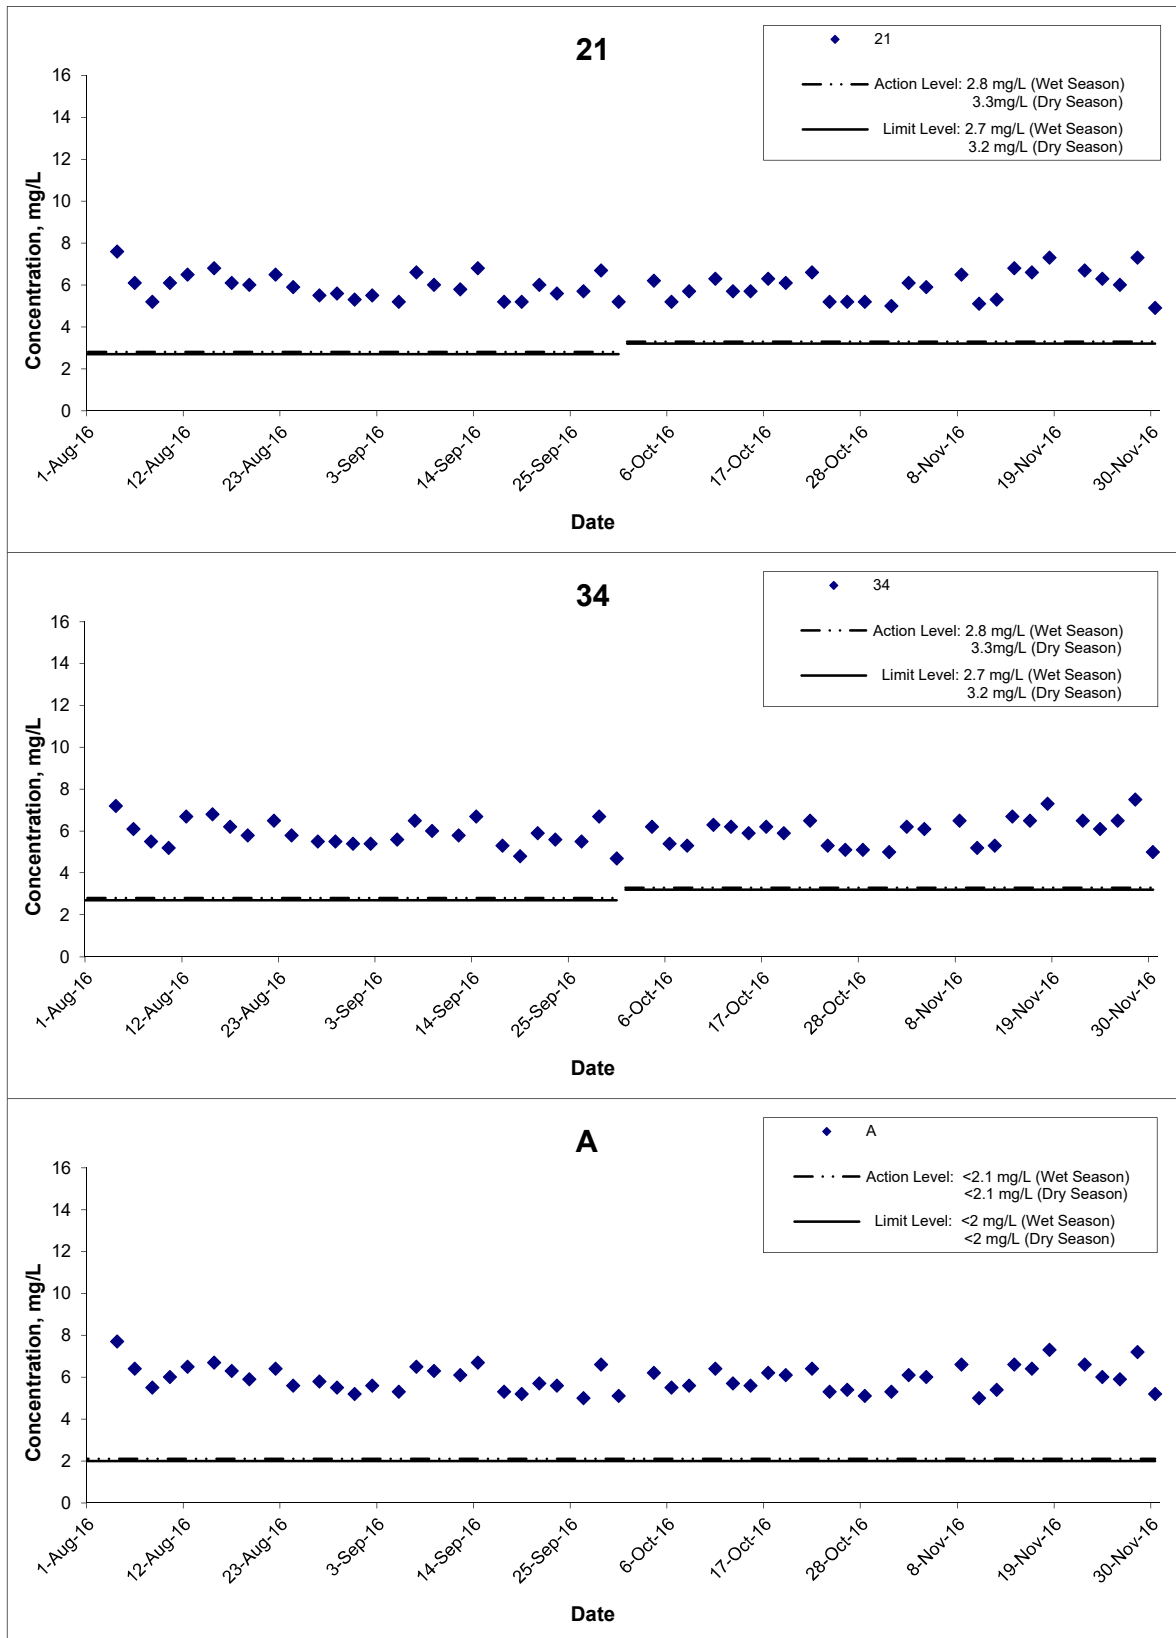 21
21
Action Level: 2.8 mg/L (Wet Season)
3.3mg/L (Dry Season)
Limit Level: 2.7 mg/L (Wet Season)
3.2 mg/L (Dry Season)
Concentration, mg/L
16
14
12
10
8
6
4
2
0
1-Aug-16
12-Aug-16
23-Aug-16
3-Sep-16
14-Sep-16
25-Sep-16
6-Oct-16
17-Oct-16
28-Oct-16
8-Nov-16
19-Nov-16
30-Nov-16
Date
34
34
Action Level: 2.8 mg/L (Wet Season)
3.3mg/L (Dry Season)
Limit Level: 2.7 mg/L (Wet Season)
3.2 mg/L (Dry Season)
Concentration, mg/L
16
14
12
10
8
6
4
2
0
1-Aug-16
12-Aug-16
23-Aug-16
3-Sep-16
14-Sep-16
25-Sep-16
6-Oct-16
17-Oct-16
28-Oct-16
8-Nov-16
19-Nov-16
30-Nov-16
Date
A
A
Action Level: <2.1 mg/L (Wet Season)
<2.1 mg/L (Dry Season)
Limit Level: <2 mg/L (Wet Season)
<2 mg/L (Dry Season)
Concentration, mg/L
16
14
12
10
8
6
4
2
0
1-Aug-16
12-Aug-16
23-Aug-16
3-Sep-16
14-Sep-16
25-Sep-16
6-Oct-16
17-Oct-16
28-Oct-16
8-Nov-16
19-Nov-16
30-Nov-16
Date